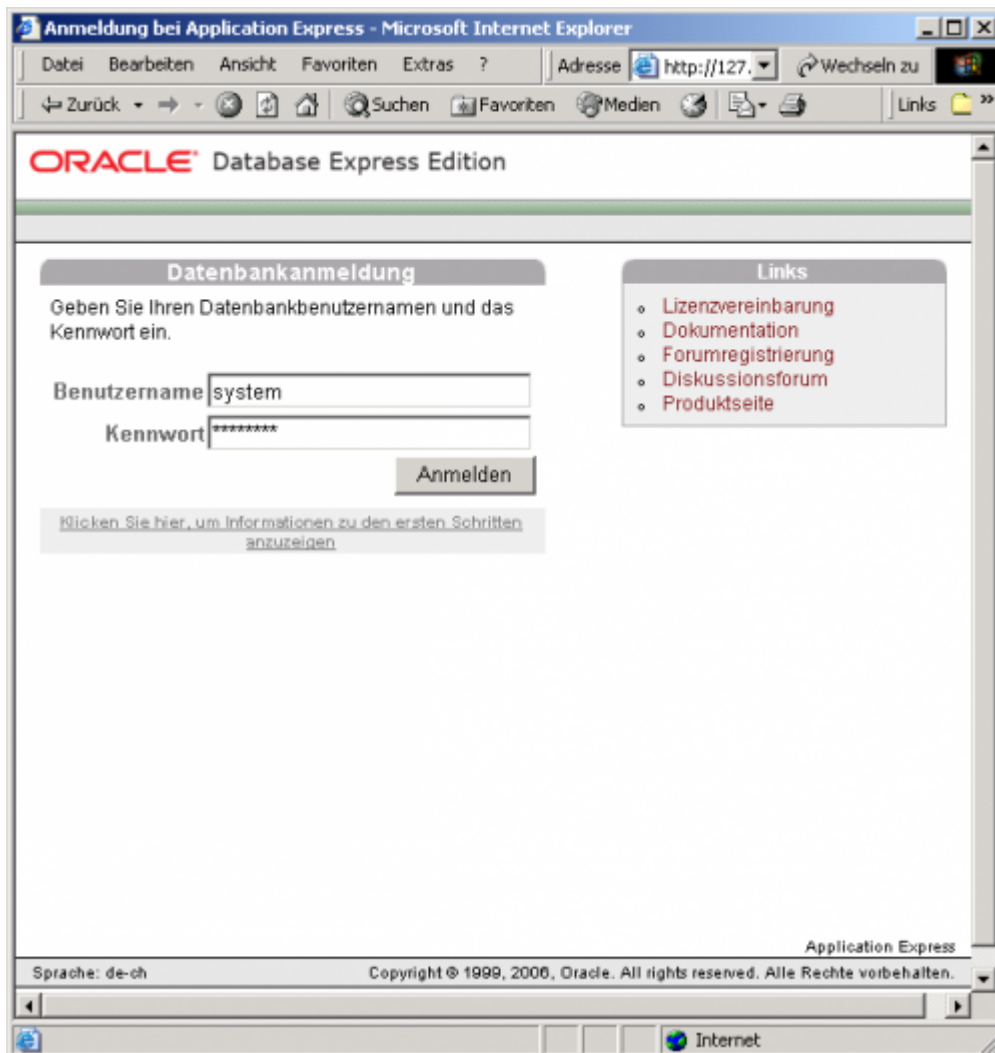 Anmeldung bei Application Express - Microsoft Internet Explorer
Datei Bearbeiten Ansicht Favoriten Extras ? Adresse http://127. Wechseln zu
Zurück Suchen Favoriten Medien Links »
ORACLE Database Express Edition
Datenbankanmeldung
Geben Sie Ihren Datenbankbenutzernamen und das
Kennwort ein.
Benutzername system
Kennwort ********
Anmelden
Klicken Sie hier, um Informationen zu den ersten Schritten
anzuzeigen
Links
Lizenzvereinbarung
Dokumentation
Forumregistrierung
Diskussionsforum
Produktseite
Application Express
Sprache: de-ch Copyright © 1999, 2006, Oracle. All rights reserved. Alle Rechte vorbehalten.
Internet